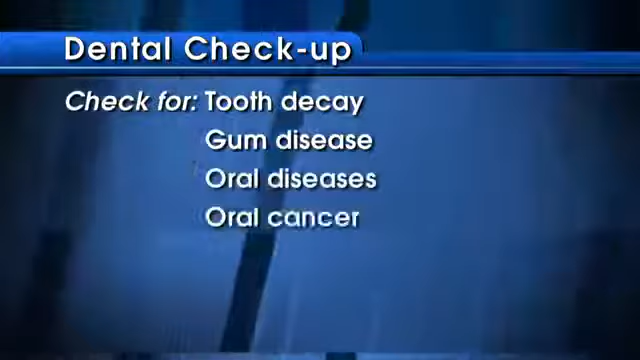 Dental Check-up
Check for: Tooth decay
Gum disease
Oral diseases
Oral cancer